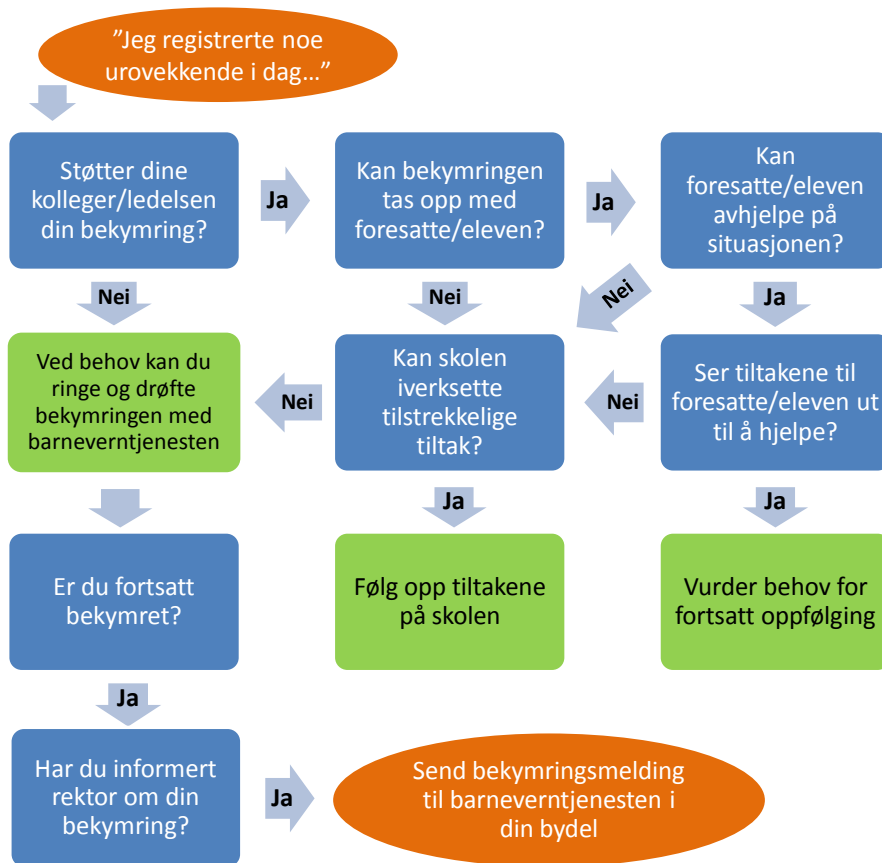 ”Jeg registrerte noe
urovekkende i dag…”
Støtter dine
kolleger/ledelsen
din bekymring?
Ja
Kan bekymringen
tas opp med
foresatte/eleven?
Ja
Kan
foresatte/eleven
avhjelpe på
situasjonen?
Nei
Nei
Nei
Ja
Ved behov kan du
ringe og drøfte
bekymringen med
barneverntjenesten
Nei
Kan skolen
iverksette
tilstrekkelige
tiltak?
Nei
Ser tiltakene til
foresatte/eleven ut
til å hjelpe?
Ja
Ja
Er du fortsatt
bekymret?
Følg opp tiltakene
på skolen
Vurder behov for
fortsatt oppfølging
Ja
Har du informert
rektor om din
bekymring?
Ja
Send bekymringsmelding
til barneverntjenesten i
din bydel